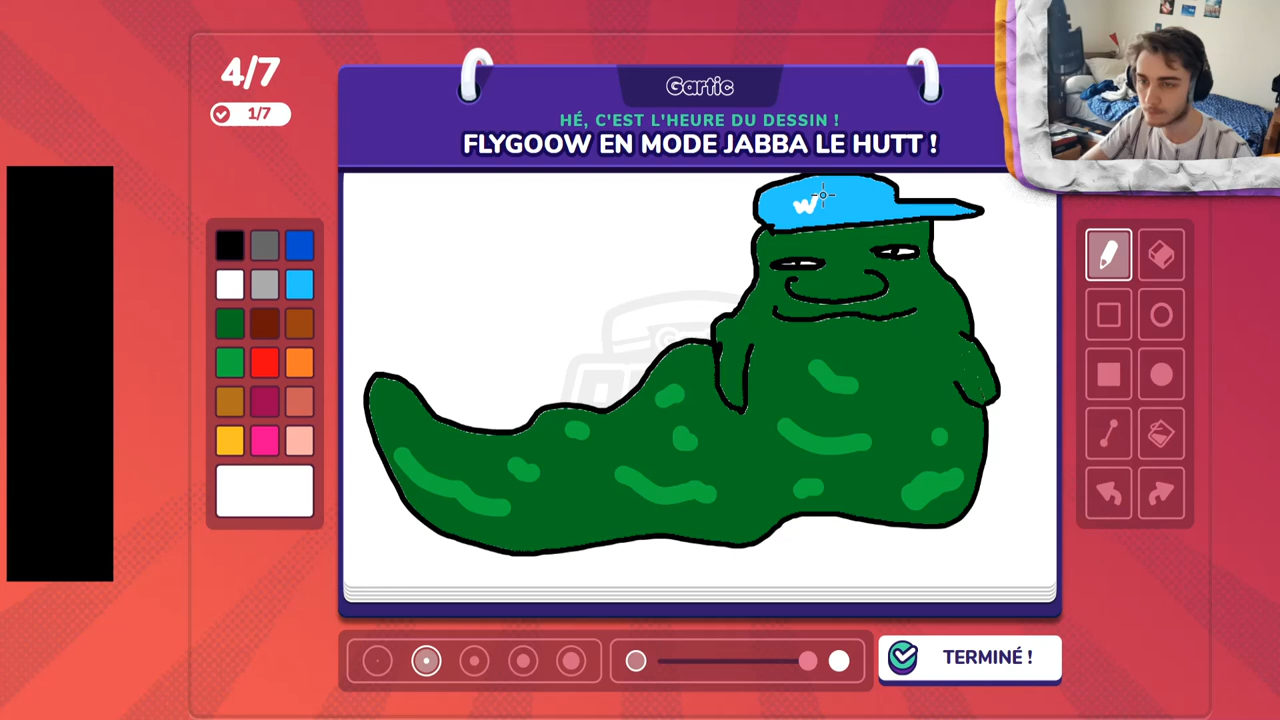 4/7
1/7
Gartic
HÉ, C'EST L'HEURE DU DESSIN !
FLYGOOW EN MODE JABBA LE HUTT !
W
TERMINÉ !